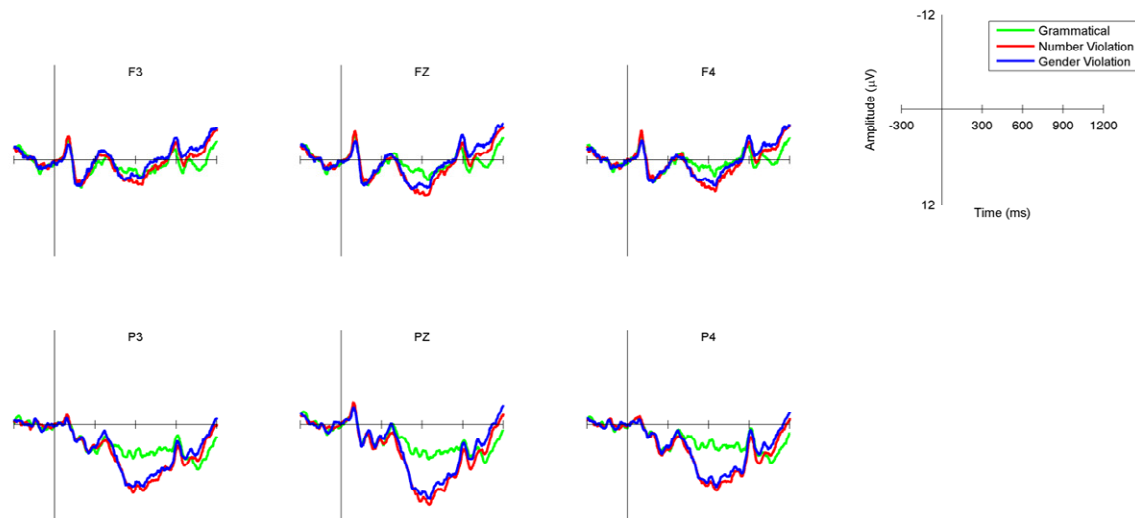 -12
Grammatical
Number Violation
Gender Violation
F3
FZ
F4
Amplitude (μV)
-300
300
600
900
1200
12
Time (ms)
P3
PZ
P4